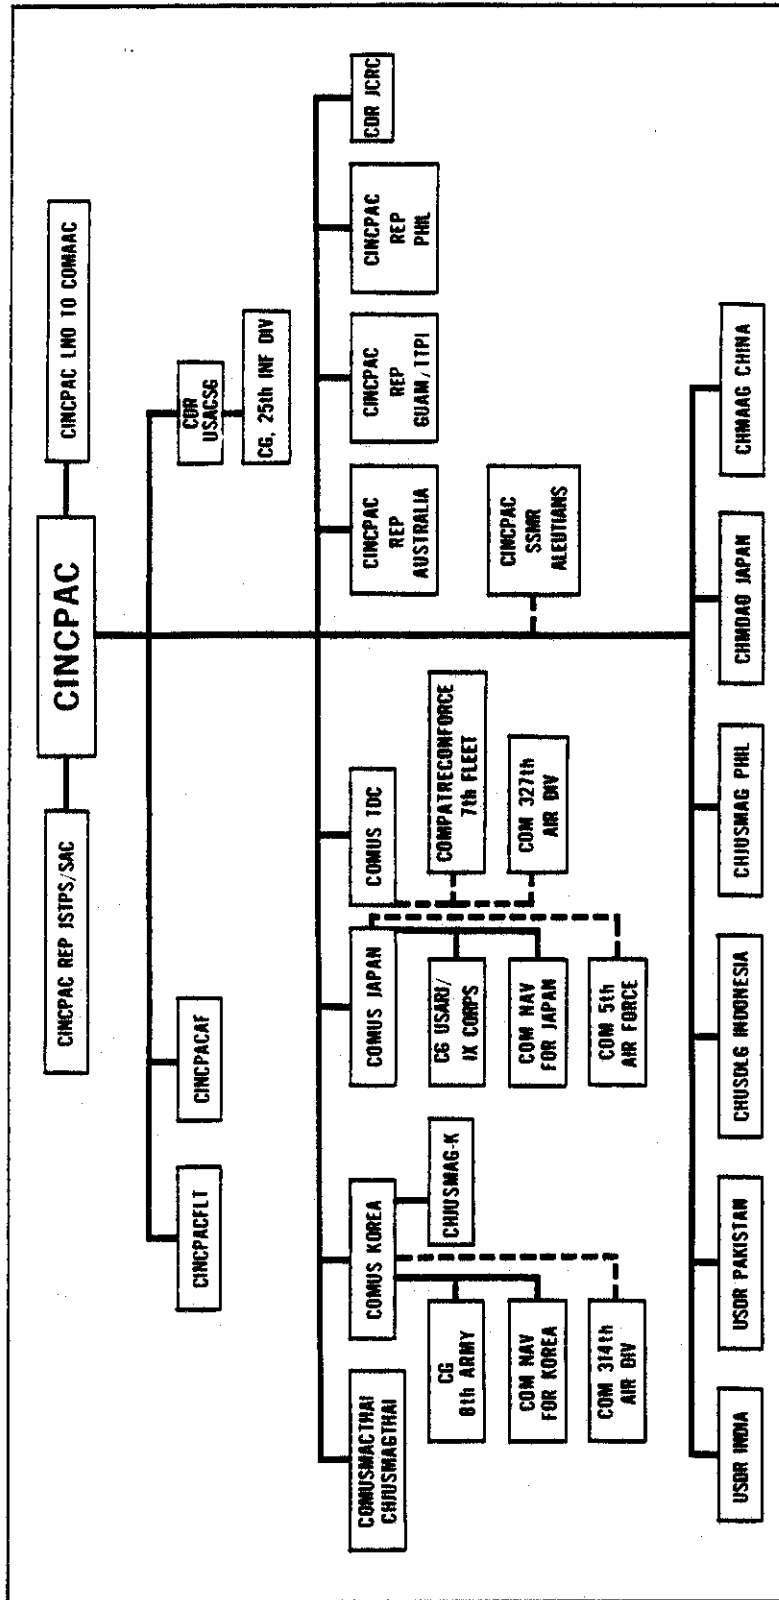 CINCPAC
CINCPAC REP JSTPS/SAC
CINCPAC LNO TO COMAAC
CINCPACFLT
CINCPACAF
CDR
USACSG
CG, 25th INF DIV
COMUSMACTHAI
CHJUSMAGTHAI
COMUS KOREA
CHJUSMAG-K
CG
8th ARMY
COM NAV
FOR KOREA
COM 314th
AIR DIV
COMUS JAPAN
CG USARJ/
IX CORPS
COM NAV
FOR JAPAN
COM 5th
AIR FORCE
COMUS TDC
COMPATRECONFORCE
7th FLEET
COM 327th
AIR DIV
CINCPAC
REP
AUSTRALIA
CINCPAC
REP
GUAM/TTPI
CINCPAC
REP
PHIL
CDR JCRC
CINCPAC
SSMR
ALEUTIANS
USDR INDIA
USDR PAKISTAN
CHUSDLG INDONESIA
CHJUSMAG PHIL
CHMDAO JAPAN
CHMAAG CHINA